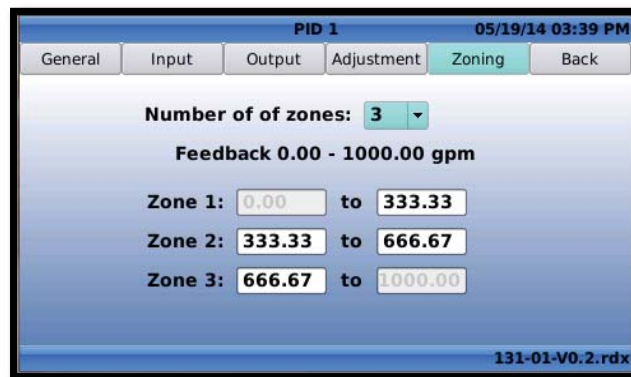 PID 1 05/19/14 03:39 PM
General Input Output Adjustment Zoning Back
Number of of zones: 3
Feedback 0.00 - 1000.00 gpm
Zone 1: 0.00 to 333.33
Zone 2: 333.33 to 666.67
Zone 3: 666.67 to 1000.00
131-01-V0.2.rdx